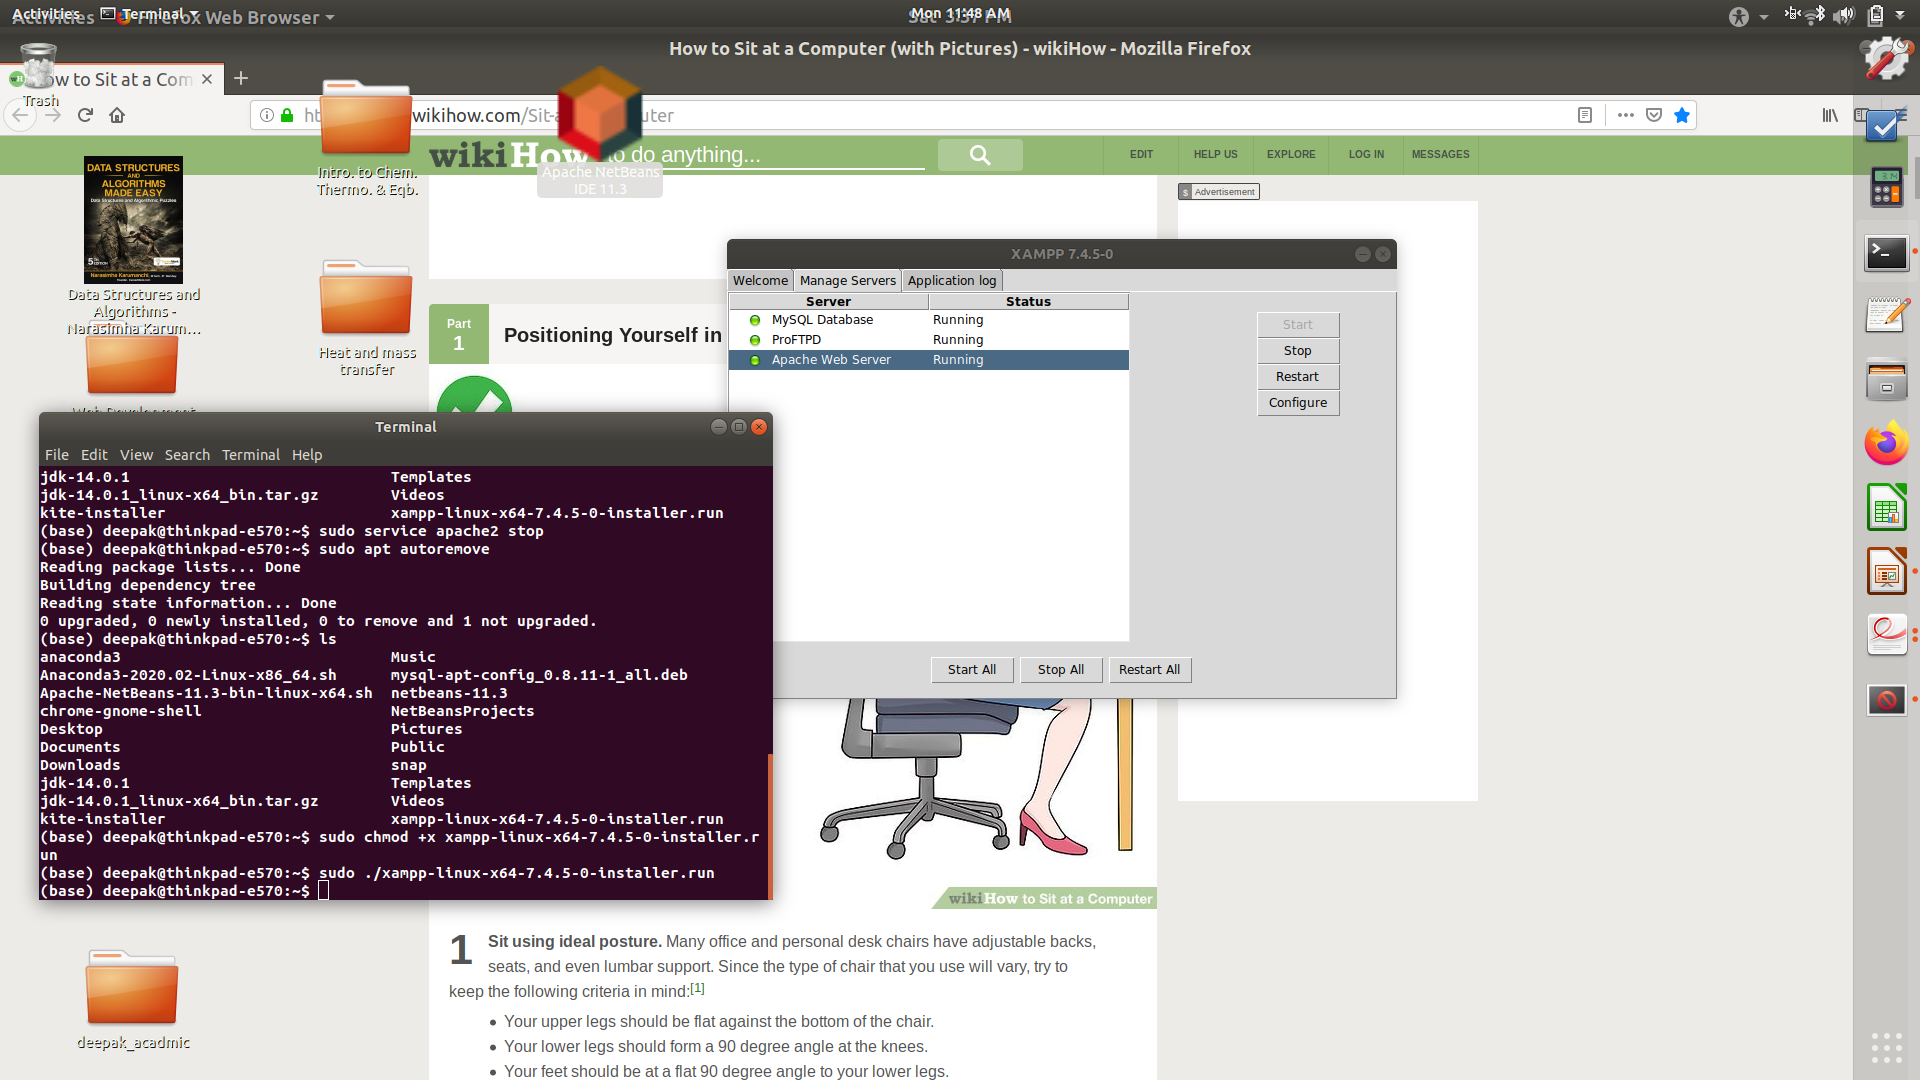 Activities
Terminal
Activities
Firefox Web Browser
Mon 11:48 AM
How to Sit at a Computer (with Pictures) - wikiHow - Mozilla Firefox
How to Sit at a Com
Trash
wikihow.com/Sit-
uter
wikiHow
to do anything...
EDIT
HELP US
EXPLORE
LOG IN
MESSAGES
Apache NetBeans
IDE 11.3
Intro. to Chem.
Thermo. & Eqb.
$ Advertisement
DATA STRUCTURES
AND
ALGORITHMS
MADE EASY
Data Structures and Algorithmic Puzzles
Narasimha Karumanchi
Data Structures and
Algorithms -
Narasimha Karum...
Heat and mass
transfer
Web Development
Part
1
Positioning Yourself in
XAMPP 7.4.5-0
Welcome
Manage Servers
Application log
Server Status
MySQL Database Running
ProFTPD Running
Apache Web Server Running
Start
Stop
Restart
Configure
Start All
Stop All
Restart All
Terminal
File Edit View Search Terminal Help
jdk-14.0.1 Templates
jdk-14.0.1_linux-x64_bin.tar.gz Videos
kite-installer xampp-linux-x64-7.4.5-0-installer.run
(base) deepak@thinkpad-e570:~$ sudo service apache2 stop
(base) deepak@thinkpad-e570:~$ sudo apt autoremove
Reading package lists... Done
Building dependency tree
Reading state information... Done
0 upgraded, 0 newly installed, 0 to remove and 1 not upgraded.
(base) deepak@thinkpad-e570:~$ ls
anaconda3 Music
Anaconda3-2020.02-Linux-x86_64.sh mysql-apt-config_0.8.11-1_all.deb
Apache-NetBeans-11.3-bin-linux-x64.sh netbeans-11.3
chrome-gnome-shell NetBeansProjects
Desktop Pictures
Documents Public
Downloads snap
jdk-14.0.1 Templates
jdk-14.0.1_linux-x64_bin.tar.gz Videos
kite-installer xampp-linux-x64-7.4.5-0-installer.run
(base) deepak@thinkpad-e570:~$ sudo chmod +x xampp-linux-x64-7.4.5-0-installer.r
un
(base) deepak@thinkpad-e570:~$ sudo ./xampp-linux-x64-7.4.5-0-installer.run
(base) deepak@thinkpad-e570:~$
wikiHow to Sit at a Computer
1 Sit using ideal posture. Many office and personal desk chairs have adjustable backs,
seats, and even lumbar support. Since the type of chair that you use will vary, try to
keep the following criteria in mind:[1]
• Your upper legs should be flat against the bottom of the chair.
• Your lower legs should form a 90 degree angle at the knees.
• Your feet should be at a flat 90 degree angle to your lower legs.
deepak_acadmic